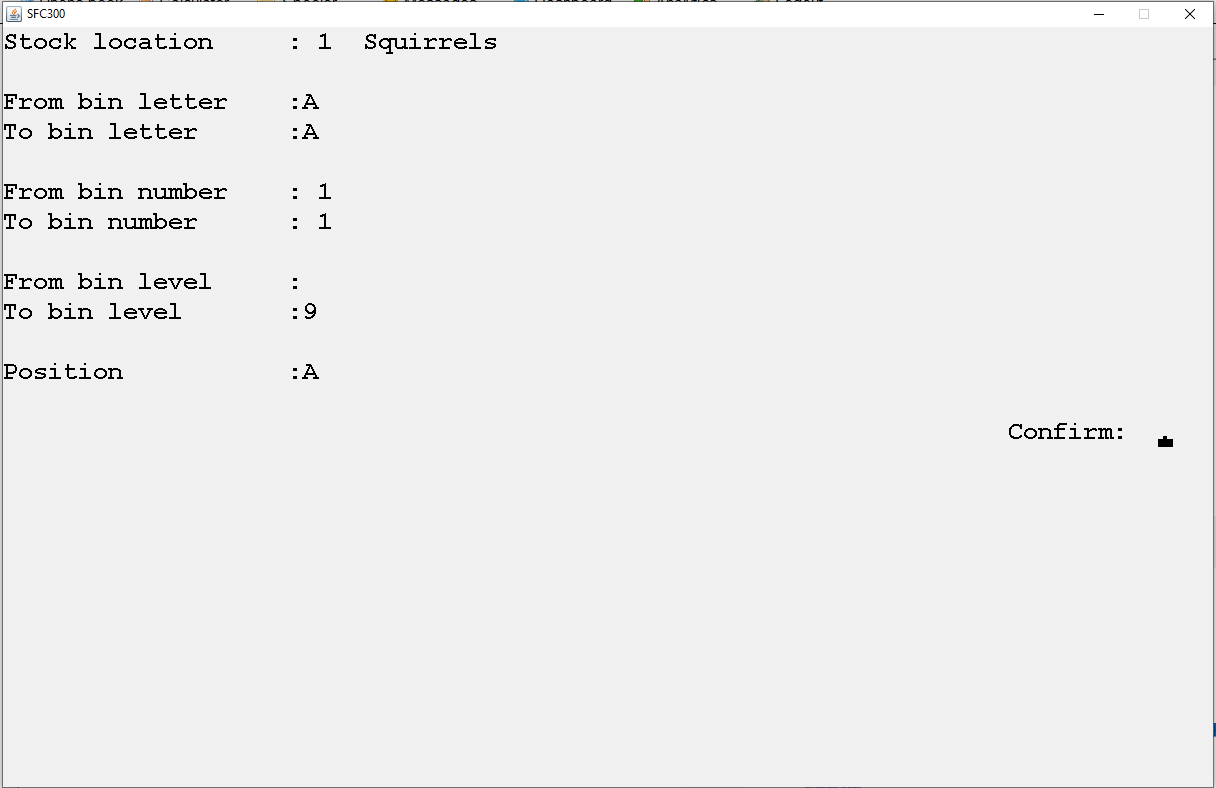 SFC300
Stock location : 1 Squirrels
From bin letter :A
To bin letter :A
From bin number : 1
To bin number : 1
From bin level :
To bin level :9
Position :A
Confirm: